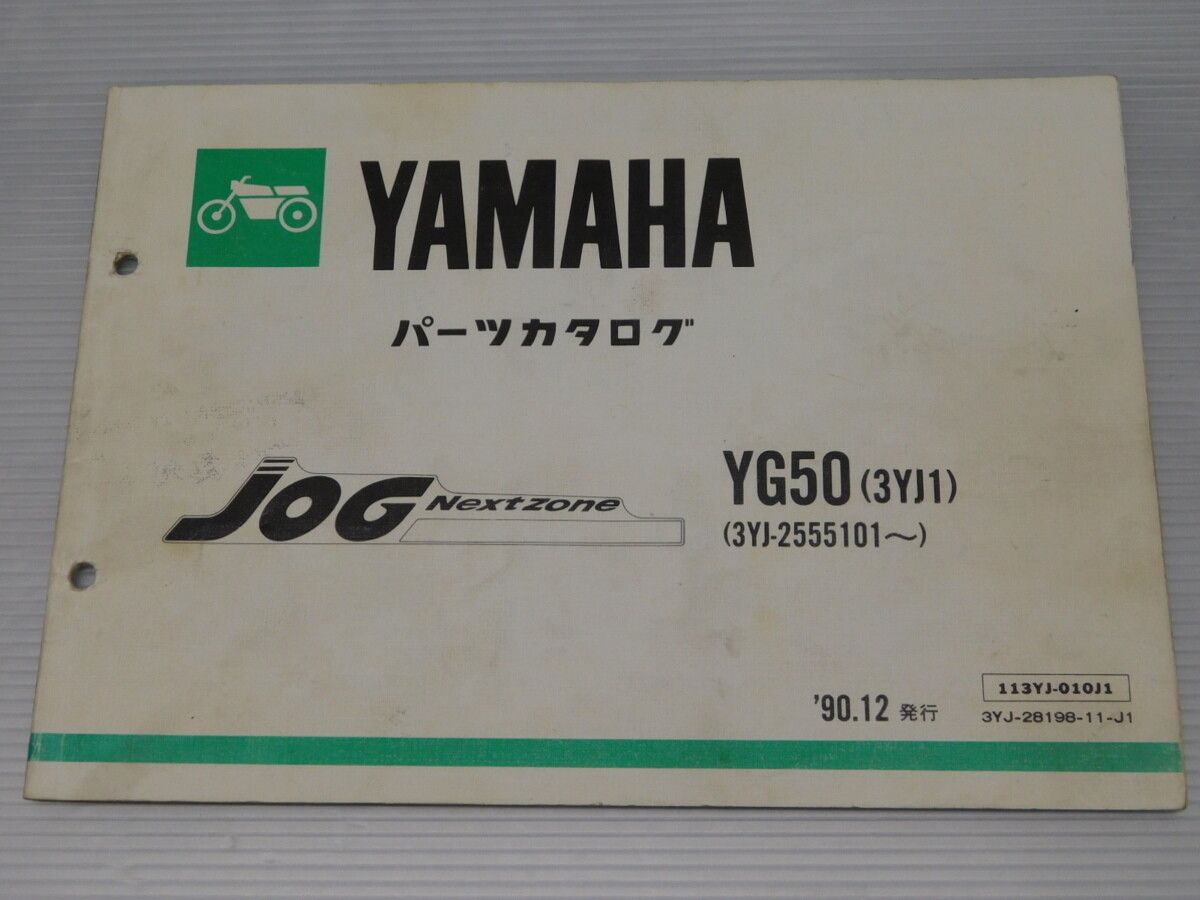 YAMAHA
パーツカタログ
JOG Nextzone
YG50 (3YJ1)
(3YJ-2555101〜)
113YJ-010J1
'90.12 発行
3YJ-28198-11-J1